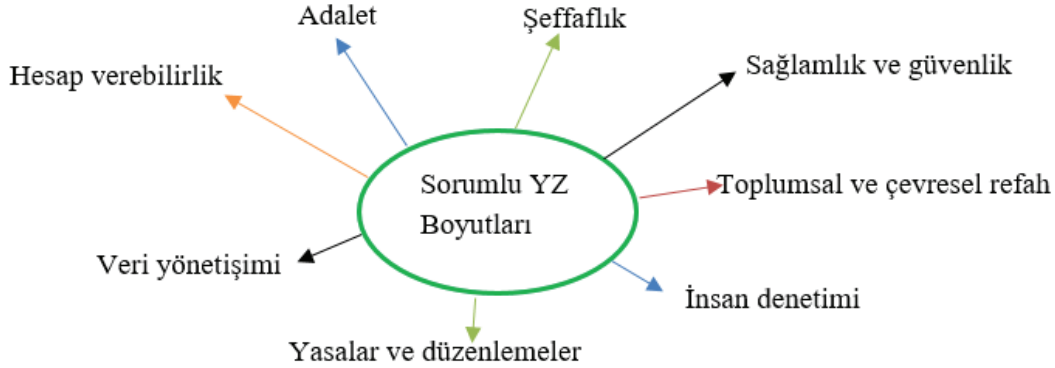 Adalet
Şeffaflık
Hesap verebilirlik
Sağlamlık ve güvenlik
Sorumlu YZ
Boyutları
Toplumsal ve çevresel refah
Veri yönetişimi
İnsan denetimi
Yasalar ve düzenlemeler